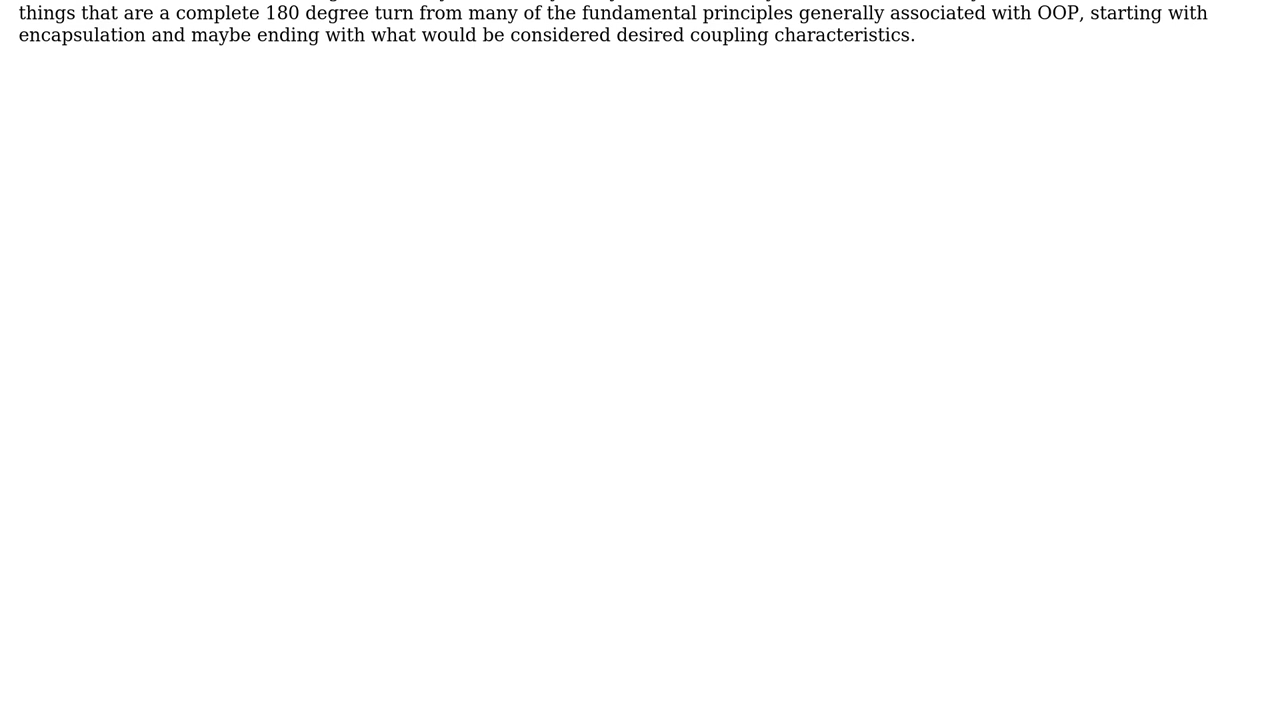 things that are a complete 180 degree turn from many of the fundamental principles generally associated with OOP, starting with
encapsulation and maybe ending with what would be considered desired coupling characteristics.